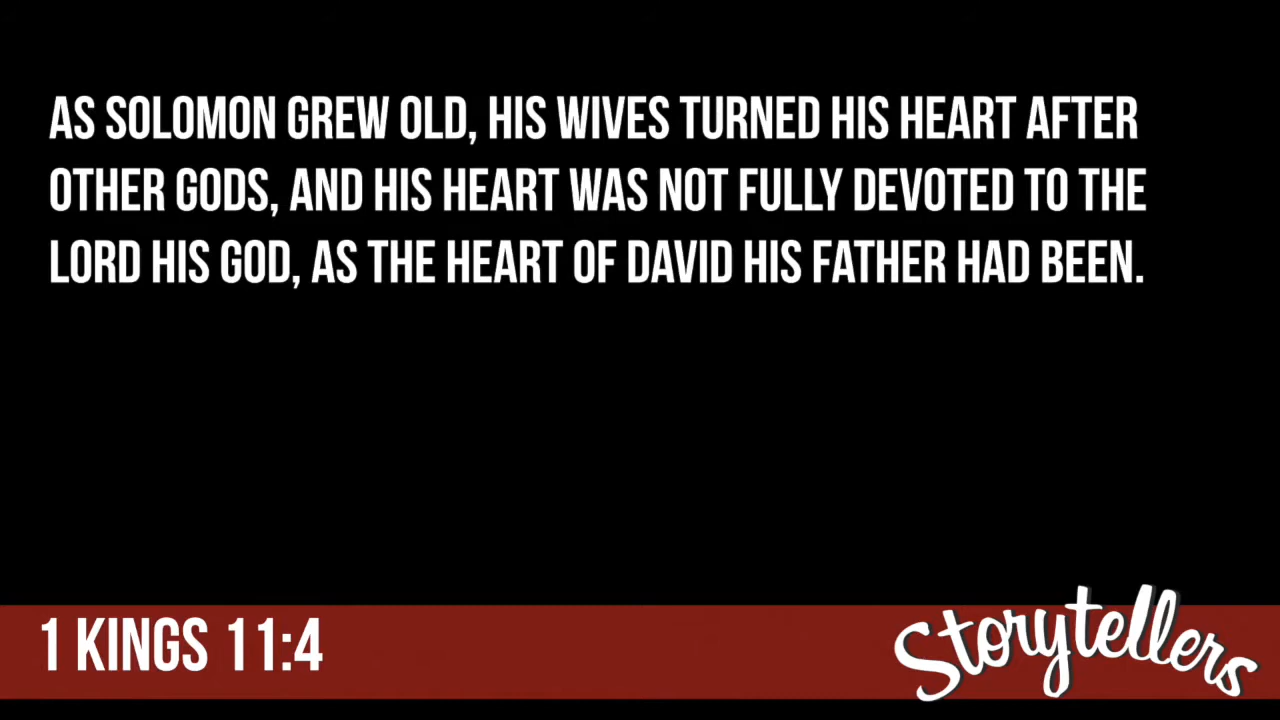 AS SOLOMON GREW OLD, HIS WIVES TURNED HIS HEART AFTER
OTHER GODS, AND HIS HEART WAS NOT FULLY DEVOTED TO THE
LORD HIS GOD, AS THE HEART OF DAVID HIS FATHER HAD BEEN.
1 KINGS 11:4
Storytellers